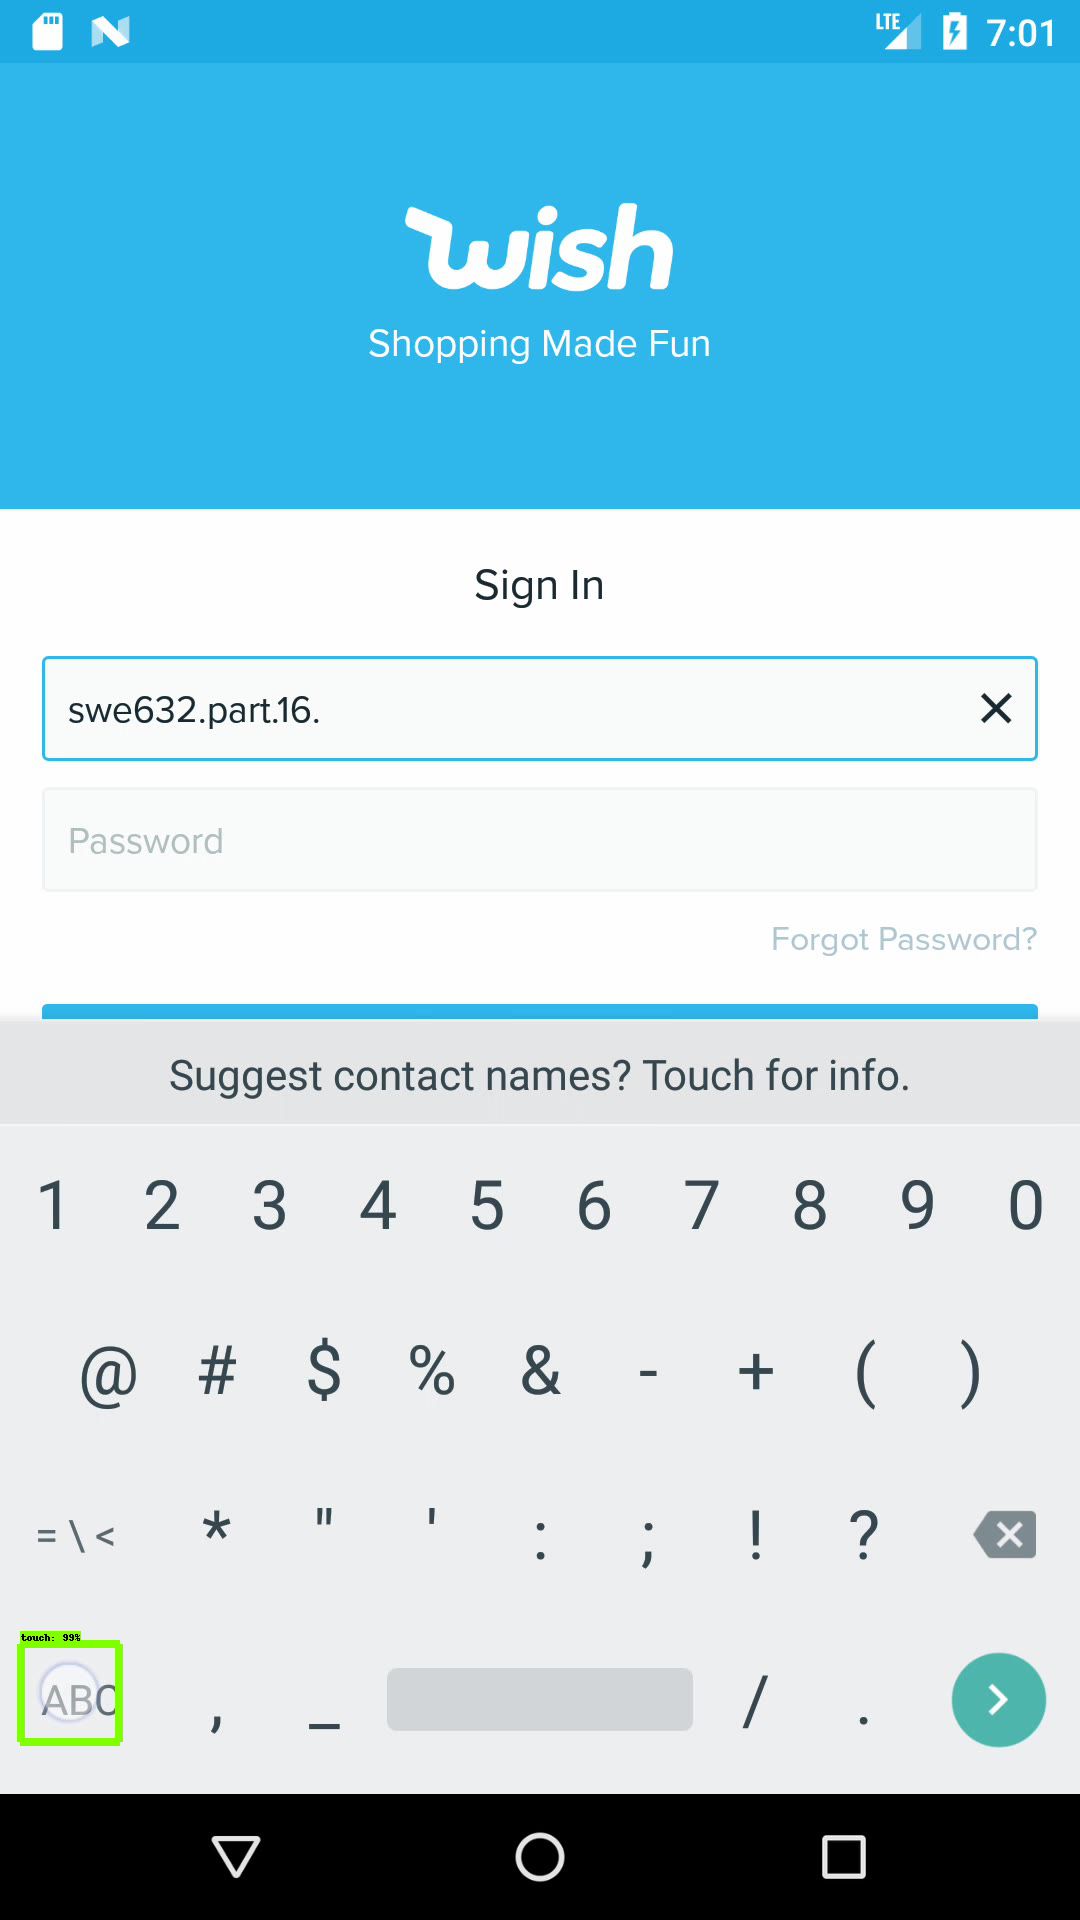 LTE 7:01
wish
Shopping Made Fun
Sign In
swe632.part.16.
Password
Forgot Password?
Suggest contact names? Touch for info.
1 2 3 4 5 6 7 8 9 0
@ # $ % & - + ( )
= \ < * " ' : ; ! ?
touch: 99%
ABC , _ / .